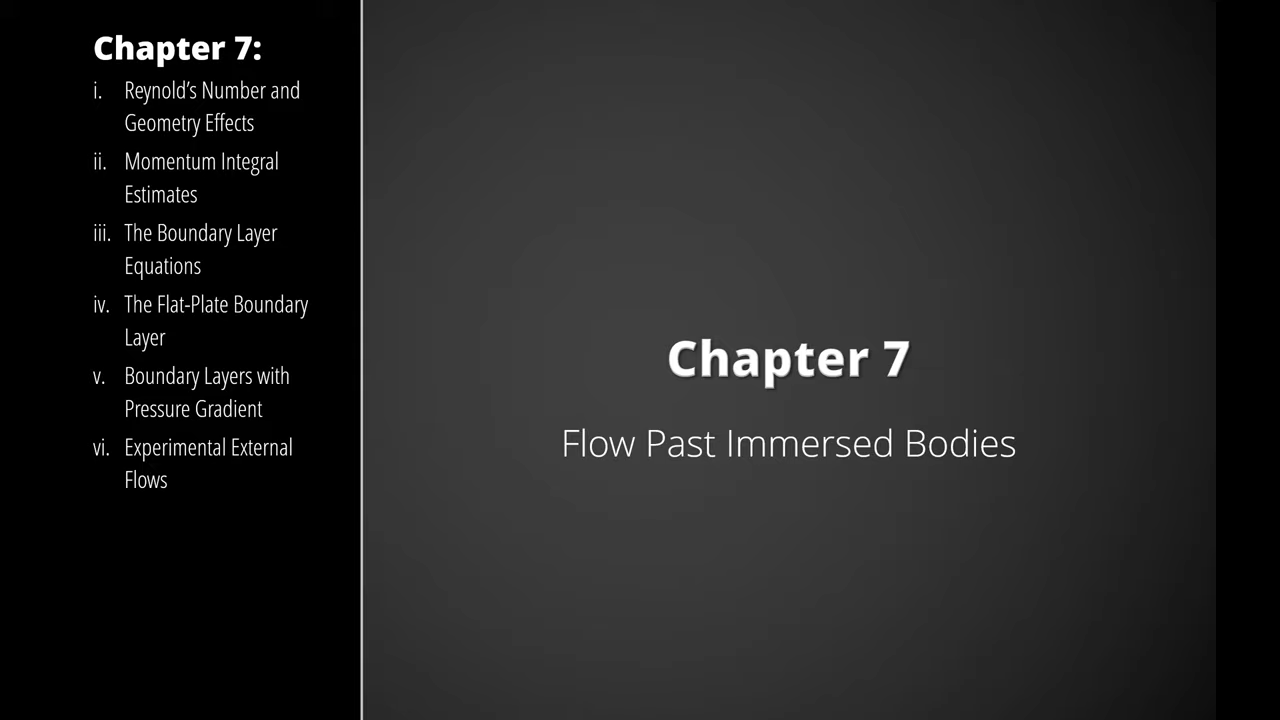 Chapter 7:
i. Reynold’s Number and
Geometry Effects
ii. Momentum Integral
Estimates
iii. The Boundary Layer
Equations
iv. The Flat-Plate Boundary
Layer
v. Boundary Layers with
Pressure Gradient
vi. Experimental External
Flows
Chapter 7
Flow Past Immersed Bodies